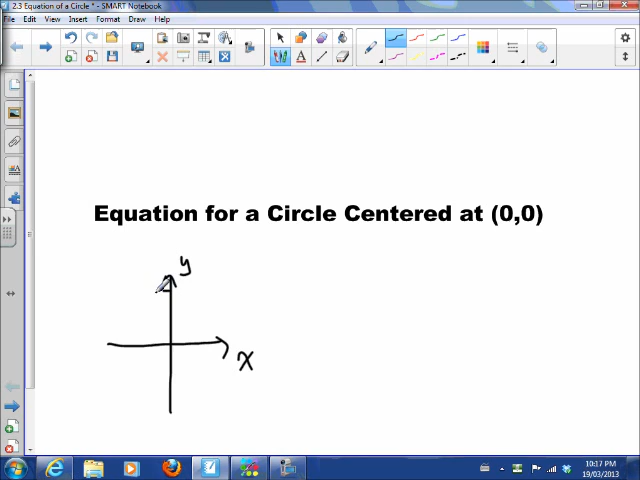 2.3 Equation of a Circle * - SMART Notebook
File Edit View Insert Format Draw Help
Equation for a Circle Centered at (0,0)
y
x
10:17 PM
19/03/2013